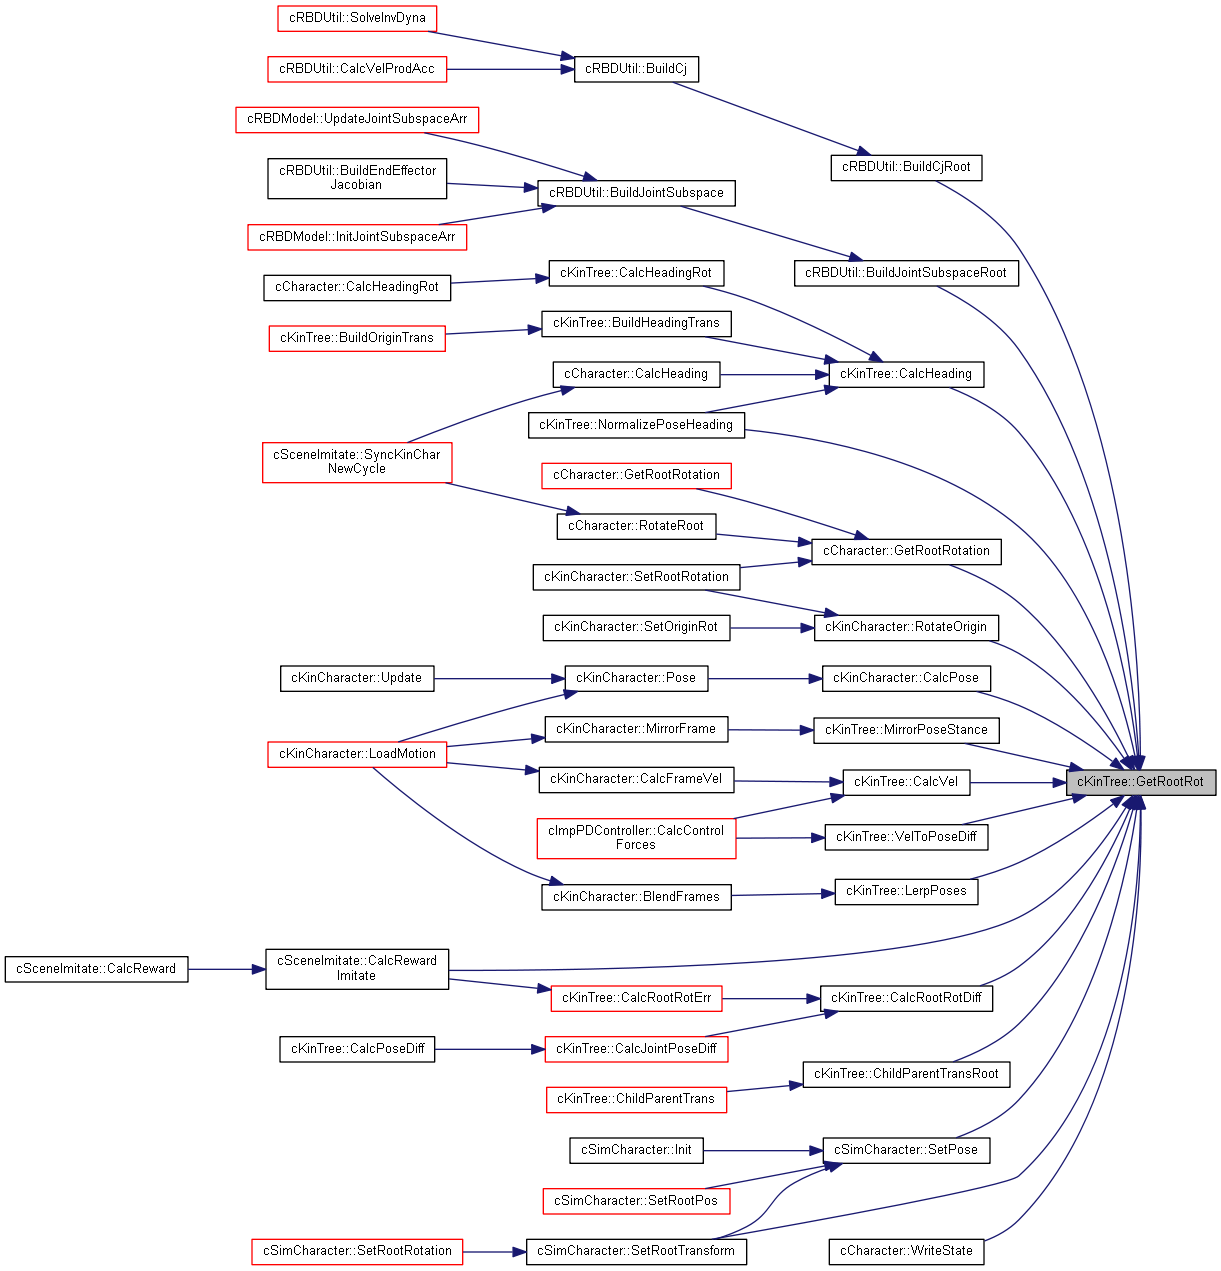 cRBDUtil::SolveInvDyna
cRBDUtil::CalcVelProdAcc
cRBDUtil::BuildCj
cRBDModel::UpdateJointSubspaceArr
cRBDUtil::BuildEndEffector
Jacobian
cRBDModel::InitJointSubspaceArr
cRBDUtil::BuildJointSubspace
cRBDUtil::BuildCjRoot
cRBDUtil::BuildJointSubspaceRoot
cCharacter::CalcHeadingRot
cKinTree::CalcHeadingRot
cKinTree::BuildOriginTrans
cKinTree::BuildHeadingTrans
cCharacter::CalcHeading
cKinTree::CalcHeading
cKinTree::NormalizePoseHeading
cSceneImitate::SyncKinChar
NewCycle
cCharacter::GetRootRotation
cCharacter::RotateRoot
cCharacter::GetRootRotation
cKinCharacter::SetRootRotation
cKinCharacter::SetOriginRot
cKinCharacter::RotateOrigin
cKinCharacter::Update
cKinCharacter::Pose
cKinCharacter::CalcPose
cKinCharacter::MirrorFrame
cKinTree::MirrorPoseStance
cKinCharacter::LoadMotion
cKinCharacter::CalcFrameVel
cKinTree::CalcVel
cKinTree::GetRootRot
cImpPDController::CalcControl
Forces
cKinTree::VelToPoseDiff
cKinCharacter::BlendFrames
cKinTree::LerpPoses
cSceneImitate::CalcReward
cSceneImitate::CalcReward
Imitate
cKinTree::CalcRootRotErr
cKinTree::CalcRootRotDiff
cKinTree::CalcPoseDiff
cKinTree::CalcJointPoseDiff
cKinTree::ChildParentTransRoot
cKinTree::ChildParentTrans
cSimCharacter::Init
cSimCharacter::SetPose
cSimCharacter::SetRootPos
cSimCharacter::SetRootRotation
cSimCharacter::SetRootTransform
cCharacter::WriteState